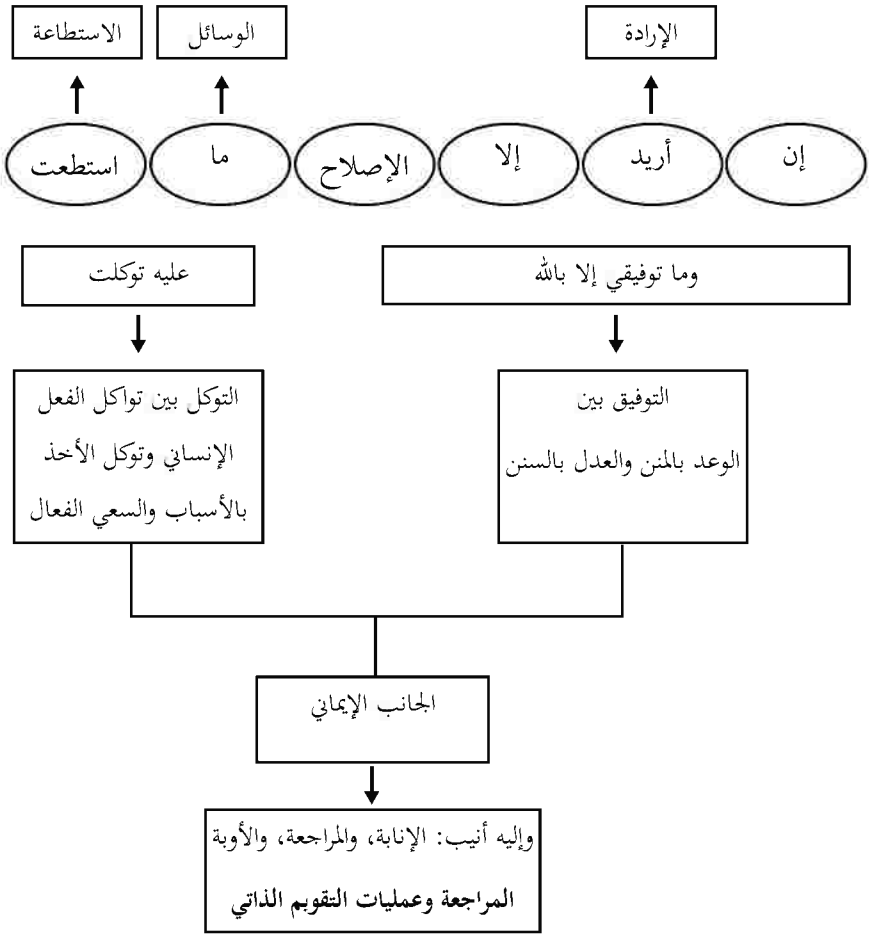 الإرادة الوسائل الاستطاعة
إن أريد إلا الإصلاح ما استطعت
وما توفيقي إلا بالله
عليه توكلت
التوفيق بين
الوعد بالمنن والعدل بالسنن
التوكل بين تواكل الفعل
الإنساني وتوكل الأخذ
بالأسباب والسعي الفعال
الجانب الإيماني
وإليه أنيب: الإنابة، والمراجعة، والأوبة
المراجعة وعمليات التقويم الذاتي